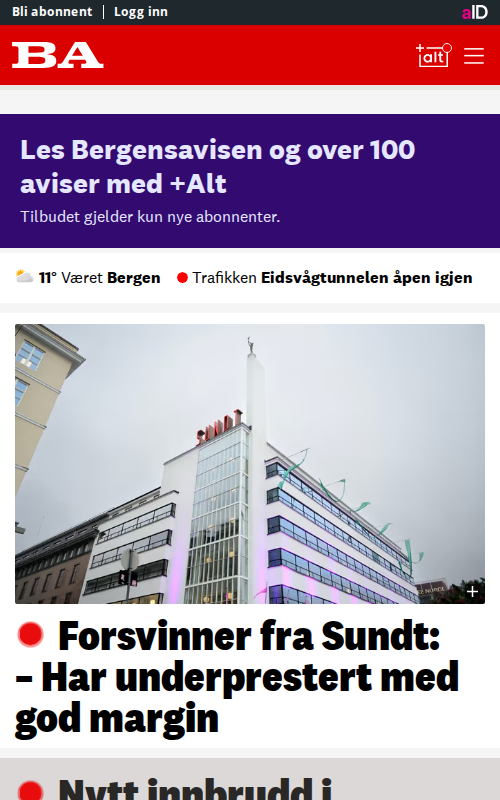 Bli abonnent | Logg inn
aID
BA
+alt
Les Bergensavisen og over 100
aviser med +Alt
Tilbudet gjelder kun nye abonnenter.
11° Været Bergen
Trafikken Eidsvågtunnelen åpen igjen
SUNDT
Forsvinner fra Sundt:
– Har underprestert med
god margin
Nytt innbrudd i